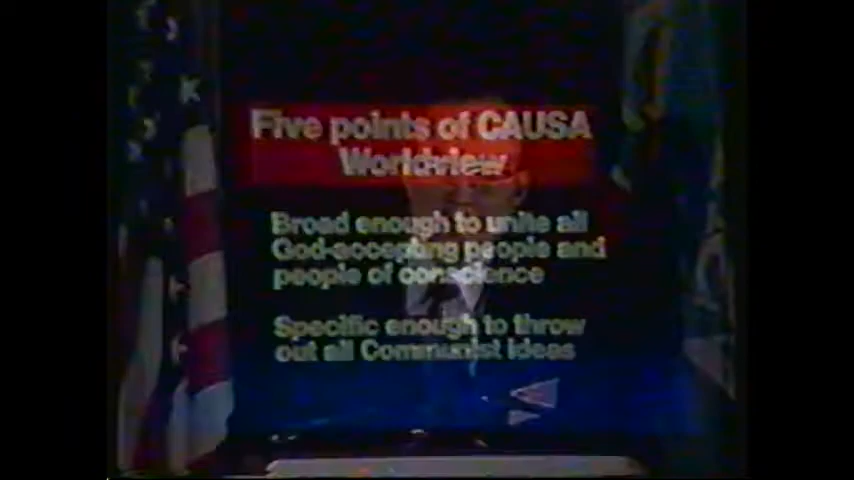 Five points of CAUSA
Worldview
Broad enough to unite all
God-accepting people and
people of conscience
Specific enough to throw
out all Communist Ideas